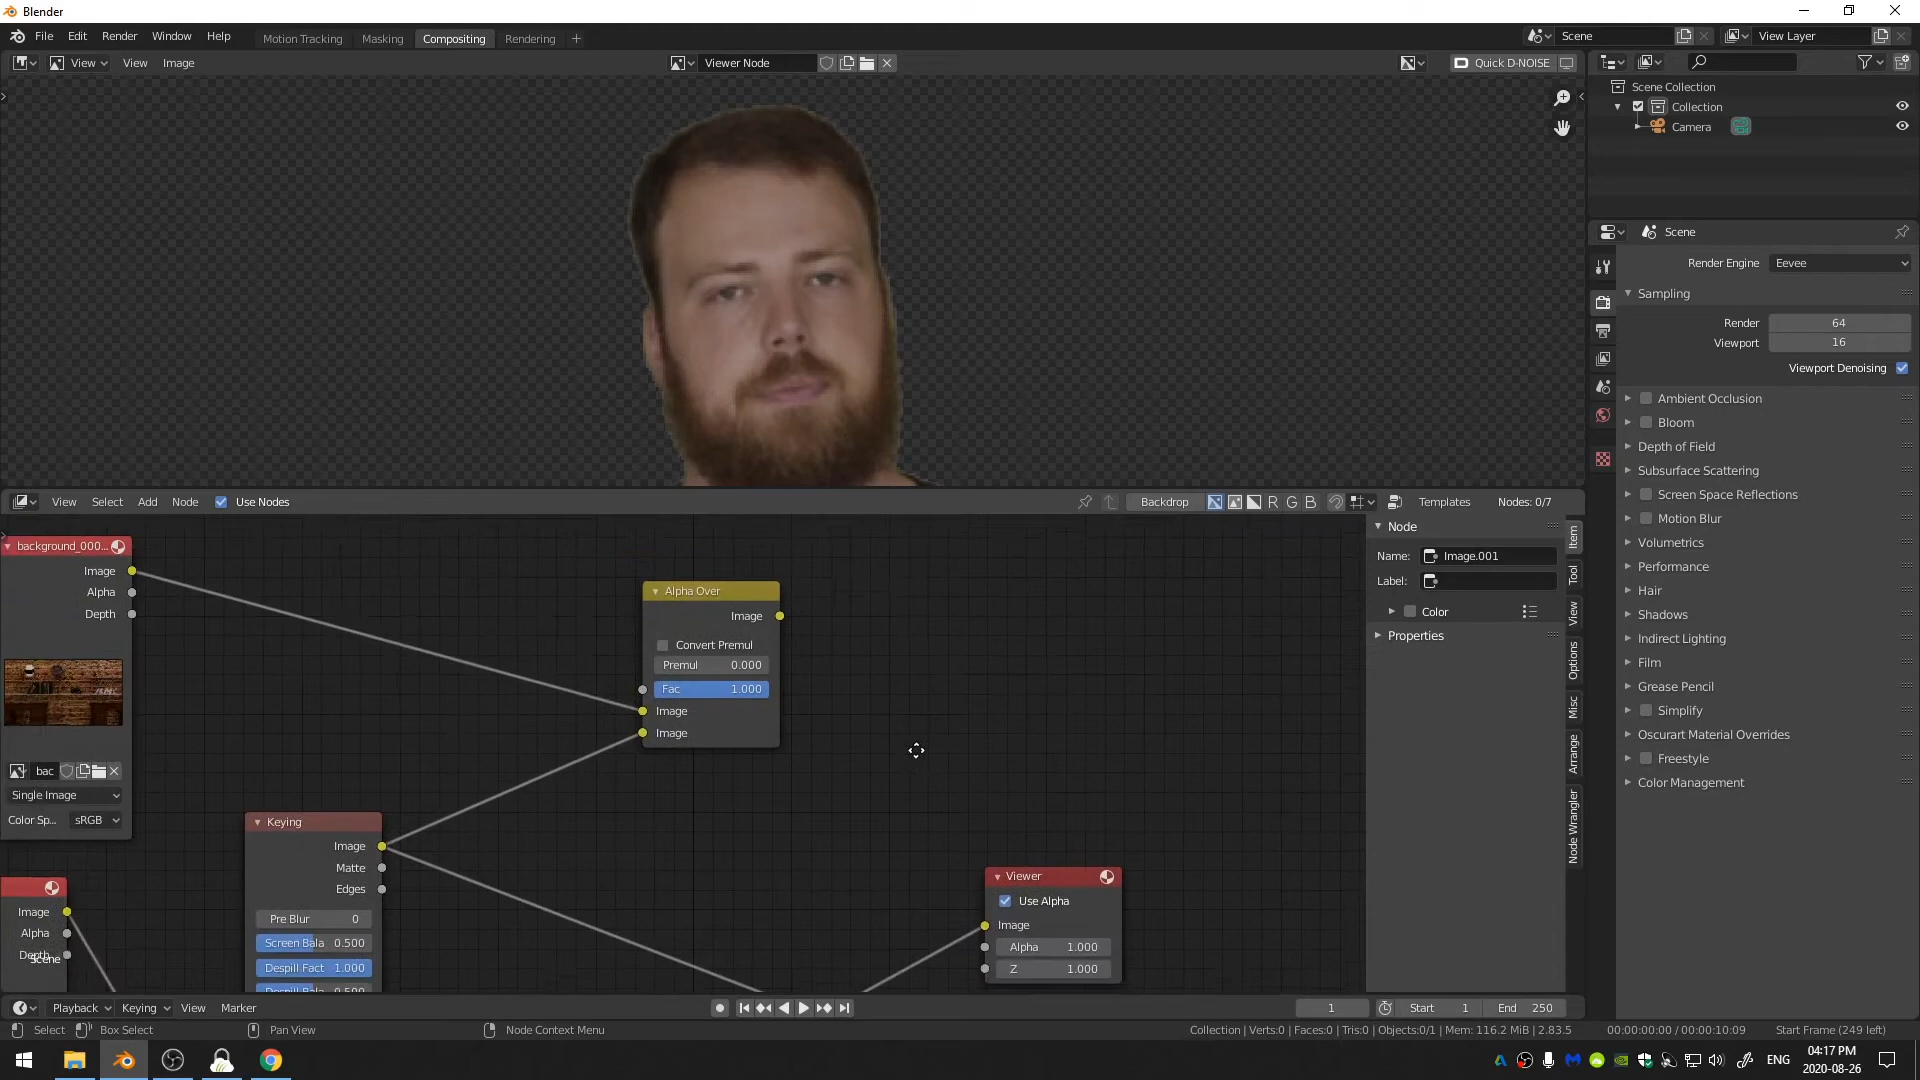 Blender
File Edit Render Window Help Motion Tracking Masking Compositing Rendering + Scene View Layer
View View Image Viewer Node Quick D-NOISE
Scene Collection
Collection
Camera
Scene
Render Engine Eevee
Sampling
Render 64
Viewport 16
Viewport Denoising
Ambient Occlusion
Bloom
Depth of Field
Subsurface Scattering
Screen Space Reflections
Motion Blur
Volumetrics
Performance
Hair
Shadows
Indirect Lighting
Film
Grease Pencil
Simplify
Oscurart Material Overrides
Freestyle
Color Management
View Select Add Node Use Nodes Backdrop R G B Templates Nodes: 0/7
background_000...
Image
Alpha
Depth
bac
Single Image
Color Sp... sRGB
Image
Alpha
Depth
Scene
Keying
Image
Matte
Edges
Pre Blur 0
Screen Bala 0.500
Despill Fact 1.000
Despill Bala 0.500
Alpha Over
Image
Convert Premul
Premul 0.000
Fac 1.000
Image
Image
Viewer
Use Alpha
Image
Alpha 1.000
Z 1.000
Node
Name: Image.001
Label:
Color
Properties
Item
Tool
View
Options
Misc
Arrange
Node Wrangler
Playback Keying View Marker 1 Start 1 End 250
Select Box Select Pan View Node Context Menu Collection | Verts:0 | Faces:0 | Tris:0 | Objects:0/1 | Mem: 116.2 MiB | 2.83.5 00:00:00:00 / 00:00:10:09 Start Frame (249 left)
ENG 04:17 PM
2020-08-26